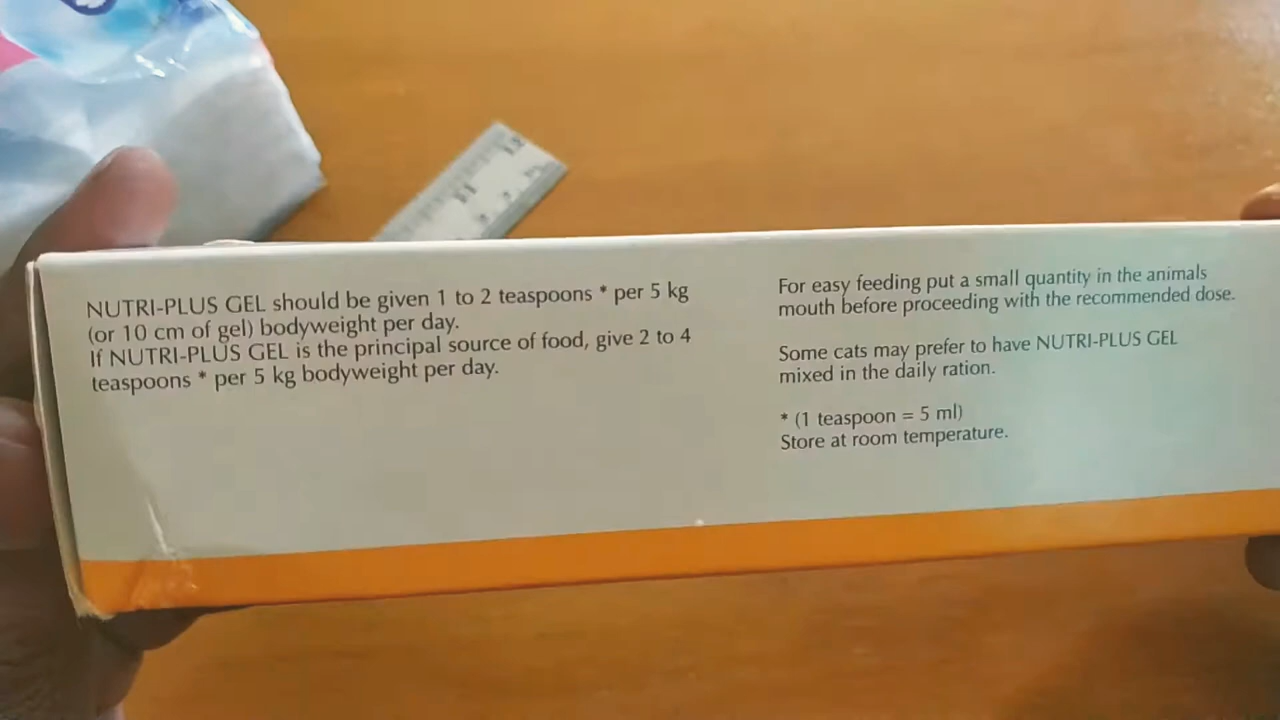 NUTRI-PLUS GEL should be given 1 to 2 teaspoons * per 5 kg
(or 10 cm of gel) bodyweight per day.
If NUTRI-PLUS GEL is the principal source of food, give 2 to 4
teaspoons * per 5 kg bodyweight per day.
For easy feeding put a small quantity in the animals
mouth before proceeding with the recommended dose.
Some cats may prefer to have NUTRI-PLUS GEL
mixed in the daily ration.
* (1 teaspoon = 5 ml)
Store at room temperature.
11 12